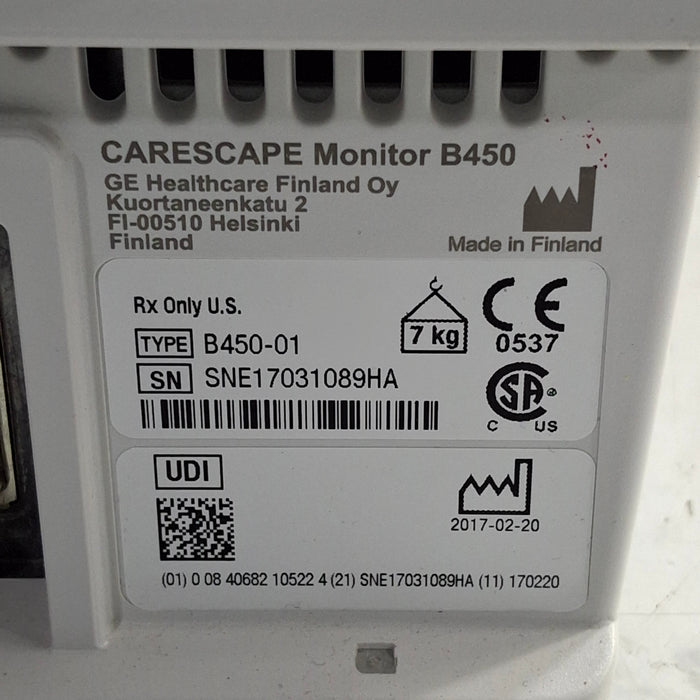 CARESCAPE Monitor B450
GE Healthcare Finland Oy
Kuortaneenkatu 2
FI-00510 Helsinki
Finland
Made in Finland
Rx Only U.S.
7 kg
CE
0537
TYPE B450-01
SN SNE17031089HA
SA
C US
UDI
2017-02-20
(01) 0 08 40682 10522 4 (21) SNE17031089HA (11) 170220